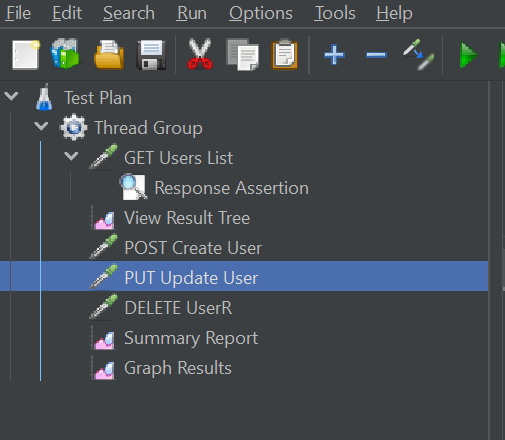 File Edit Search Run Options Tools Help
Test Plan
Thread Group
GET Users List
Response Assertion
View Result Tree
POST Create User
PUT Update User
DELETE UserR
Summary Report
Graph Results